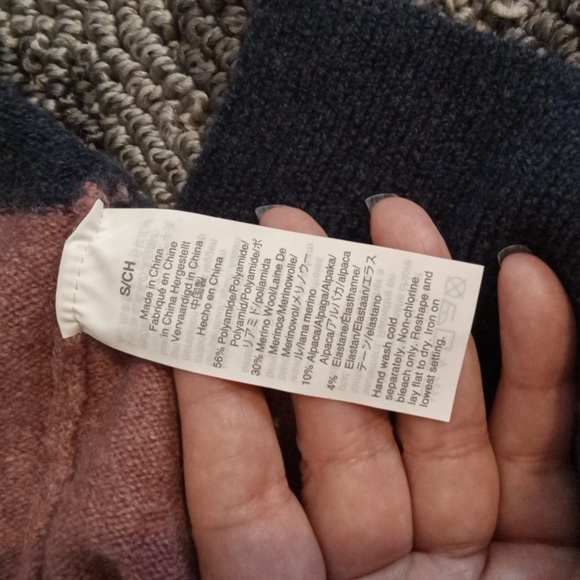 S/CH
Made in China
Fabriqué en Chine
In China Hergestellt
Vervaardigd in China
中国製
Hecho en China
56% Polyamide/Polyamide/
Polyamid/Polyamide/ポ
リアミド/poliamida
30% Merino Wool/Laine De
Merinos/Merinowolle/
Merinowol/メリノウー
ル/lana merino
10% Alpaca/Alpaga/Alpaka/
Alpaca/アルパカ/alpaca
4% Elastane/Elasthanne/
Elastan/Elastaan/エラス
テーン/elastano
Hand wash cold
separately. Non-chlorine
bleach only. Reshape and
lay flat to dry. Iron on
lowest setting.